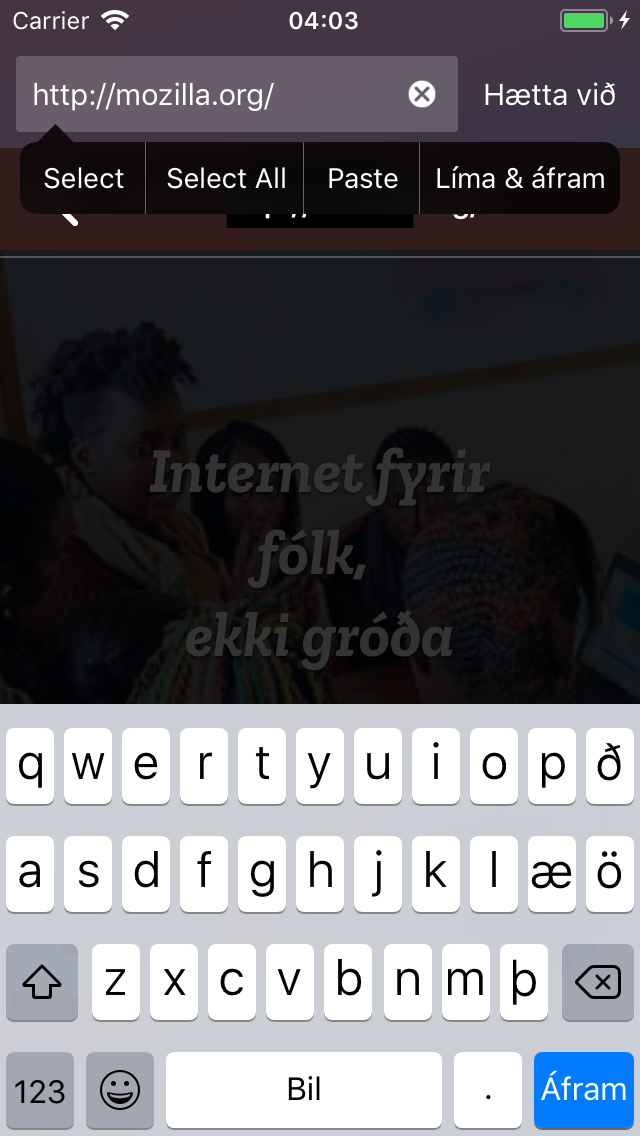 Carrier 04:03
http://mozilla.org/ Hætta við
Select Select All Paste Líma & áfram
Internet fyrir
fólk,
ekki gróða
q w e r t y u i o p ð
a s d f g h j k l æ ö
z x c v b n m þ
123 Bil . Áfram